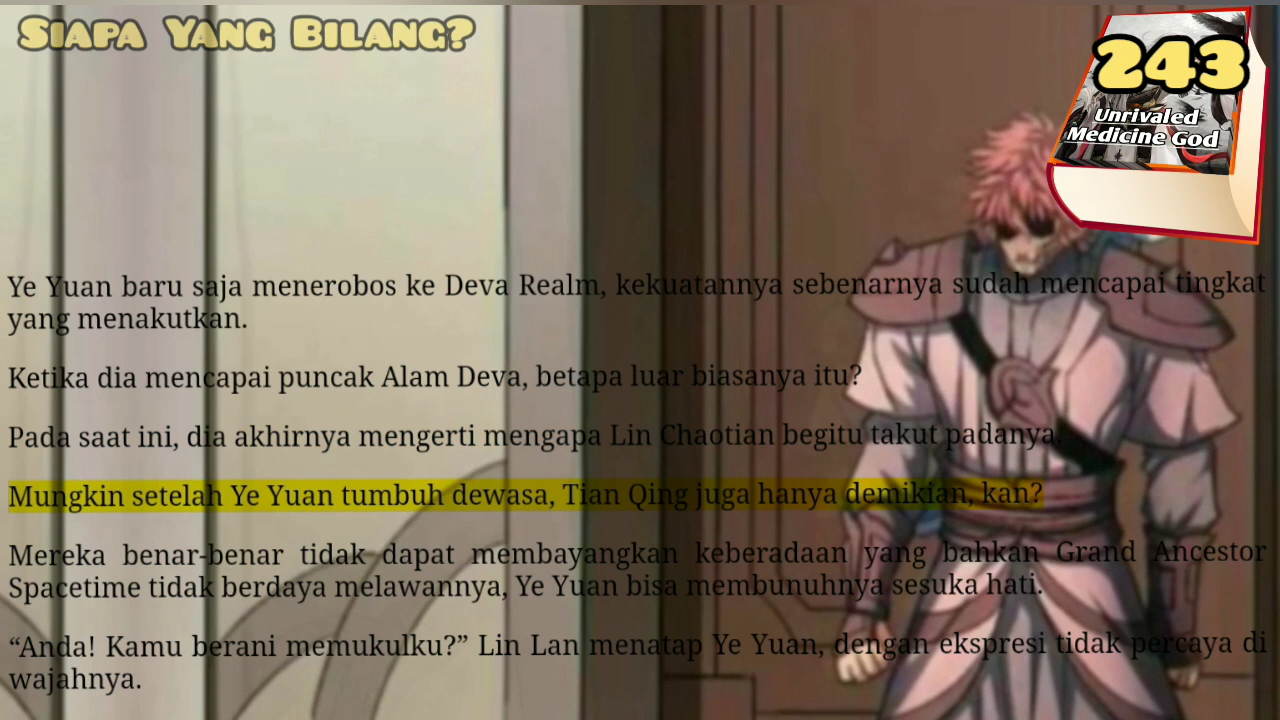 Siapa Yang Bilang?
243
Unrivaled
Medicine God
Ye Yuan baru saja menerobos ke Deva Realm, kekuatannya sebenarnya sudah mencapai tingkat
yang menakutkan.
Ketika dia mencapai puncak Alam Deva, betapa luar biasanya itu?
Pada saat ini, dia akhirnya mengerti mengapa Lin Chaotian begitu takut padanya.
Mungkin setelah Ye Yuan tumbuh dewasa, Tian Qing juga hanya demikian, kan?
Mereka benar-benar tidak dapat membayangkan keberadaan yang bahkan Grand Ancestor
Spacetime tidak berdaya melawannya, Ye Yuan bisa membunuhnya sesuka hati.
“Anda! Kamu berani memukulku?” Lin Lan menatap Ye Yuan, dengan ekspresi tidak percaya di
wajahnya.